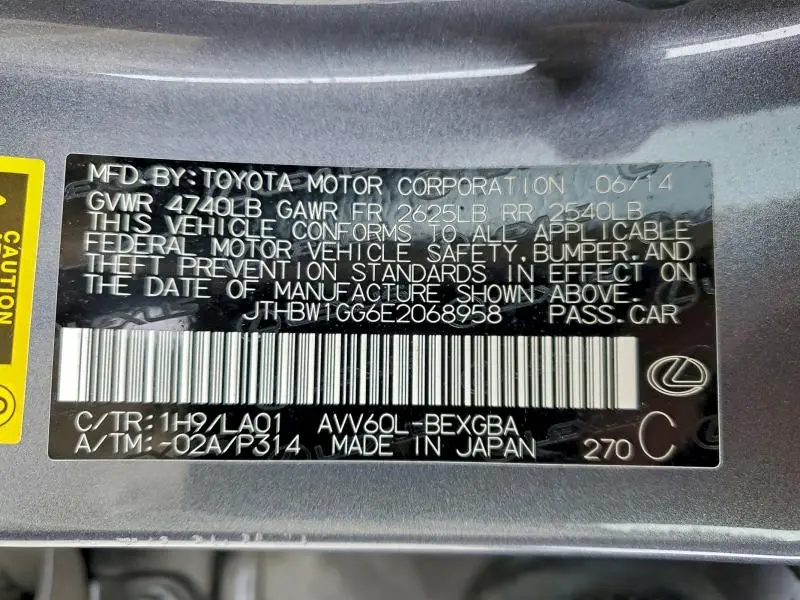 MFD. BY: TOYOTA MOTOR CORPORATION 06/14
GVWR 4740LB GAWR FR 2625LB RR 2540LB
THIS VEHICLE CONFORMS TO ALL APPLICABLE
FEDERAL MOTOR VEHICLE SAFETY, BUMPER, AND
THEFT PREVENTION STANDARDS IN EFFECT ON
THE DATE OF MANUFACTURE SHOWN ABOVE.
JTHBW1GG6E2068958 PASS.CAR
C/TR: 1H9/LA01 AVV60L-BEXGBA
A/TM: -02A/P314 MADE IN JAPAN 270 C
CAUTION